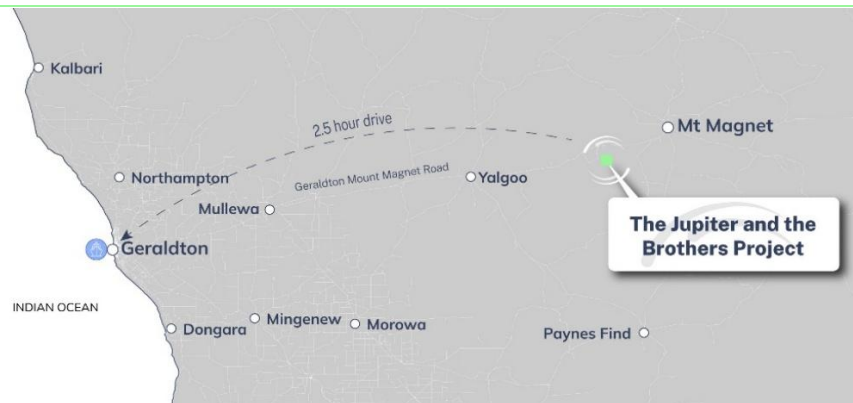 Kalbari
2.5 hour drive
Mt Magnet
Northampton
Geraldton Mount Magnet Road
Yalgoo
Mullewa
The Jupiter and the
Brothers Project
Geraldton
INDIAN OCEAN
Dongara
Mingenew
Morowa
Paynes Find